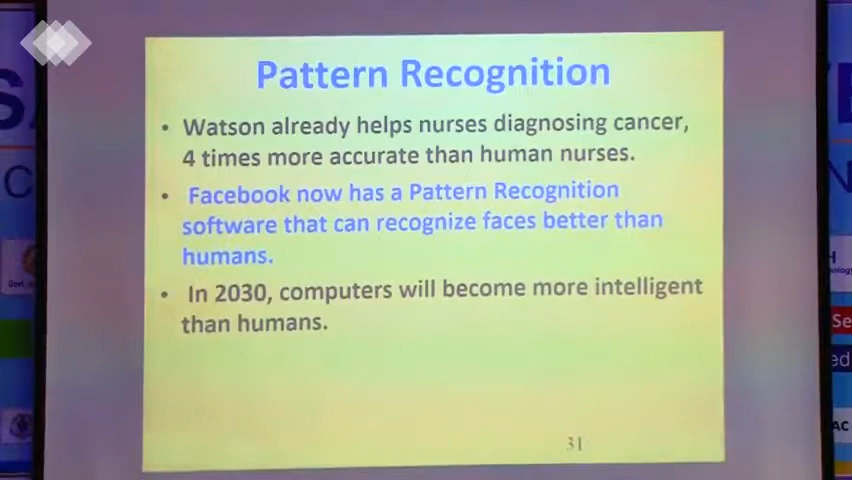 Pattern Recognition
• Watson already helps nurses diagnosing cancer,
4 times more accurate than human nurses.
• Facebook now has a Pattern Recognition
software that can recognize faces better than
humans.
• In 2030, computers will become more intelligent
than humans.
31